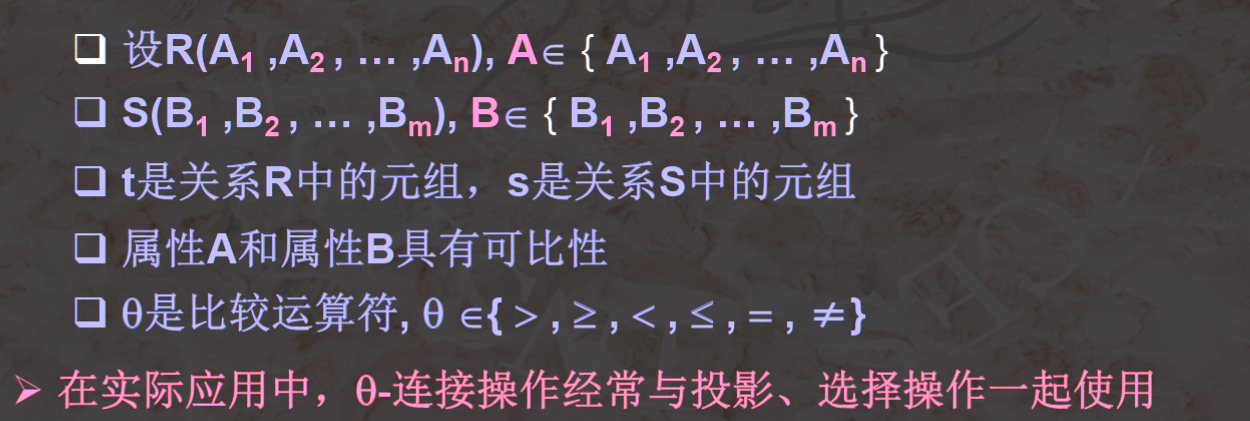 ❑ 设R(A1 ,A2 , … ,An), A∈ { A1 ,A2 , … ,An }
❑ S(B1 ,B2 , … ,Bm), B∈ { B1 ,B2 , … ,Bm }
❑ t是关系R中的元组，s是关系S中的元组
❑ 属性A和属性B具有可比性
❑ θ是比较运算符, θ ∈{ > , ≥ , < , ≤ , = , ≠}
➢ 在实际应用中，θ-连接操作经常与投影、选择操作一起使用